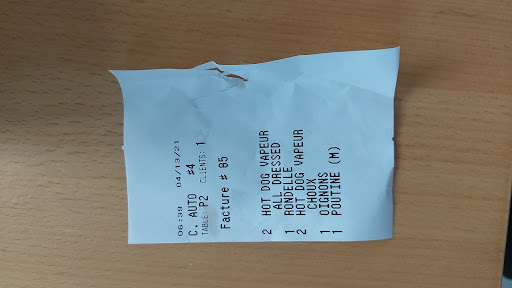 06:39 04/13/21
C. AUTO #4
TABLE: P2 CLIENTS: 1
Facture # 85
2 HOT DOG VAPEUR
ALL DRESSED
1 RONDELLE
2 HOT DOG VAPEUR
CHOUX
1 OIGNONS
1 POUTINE (M)